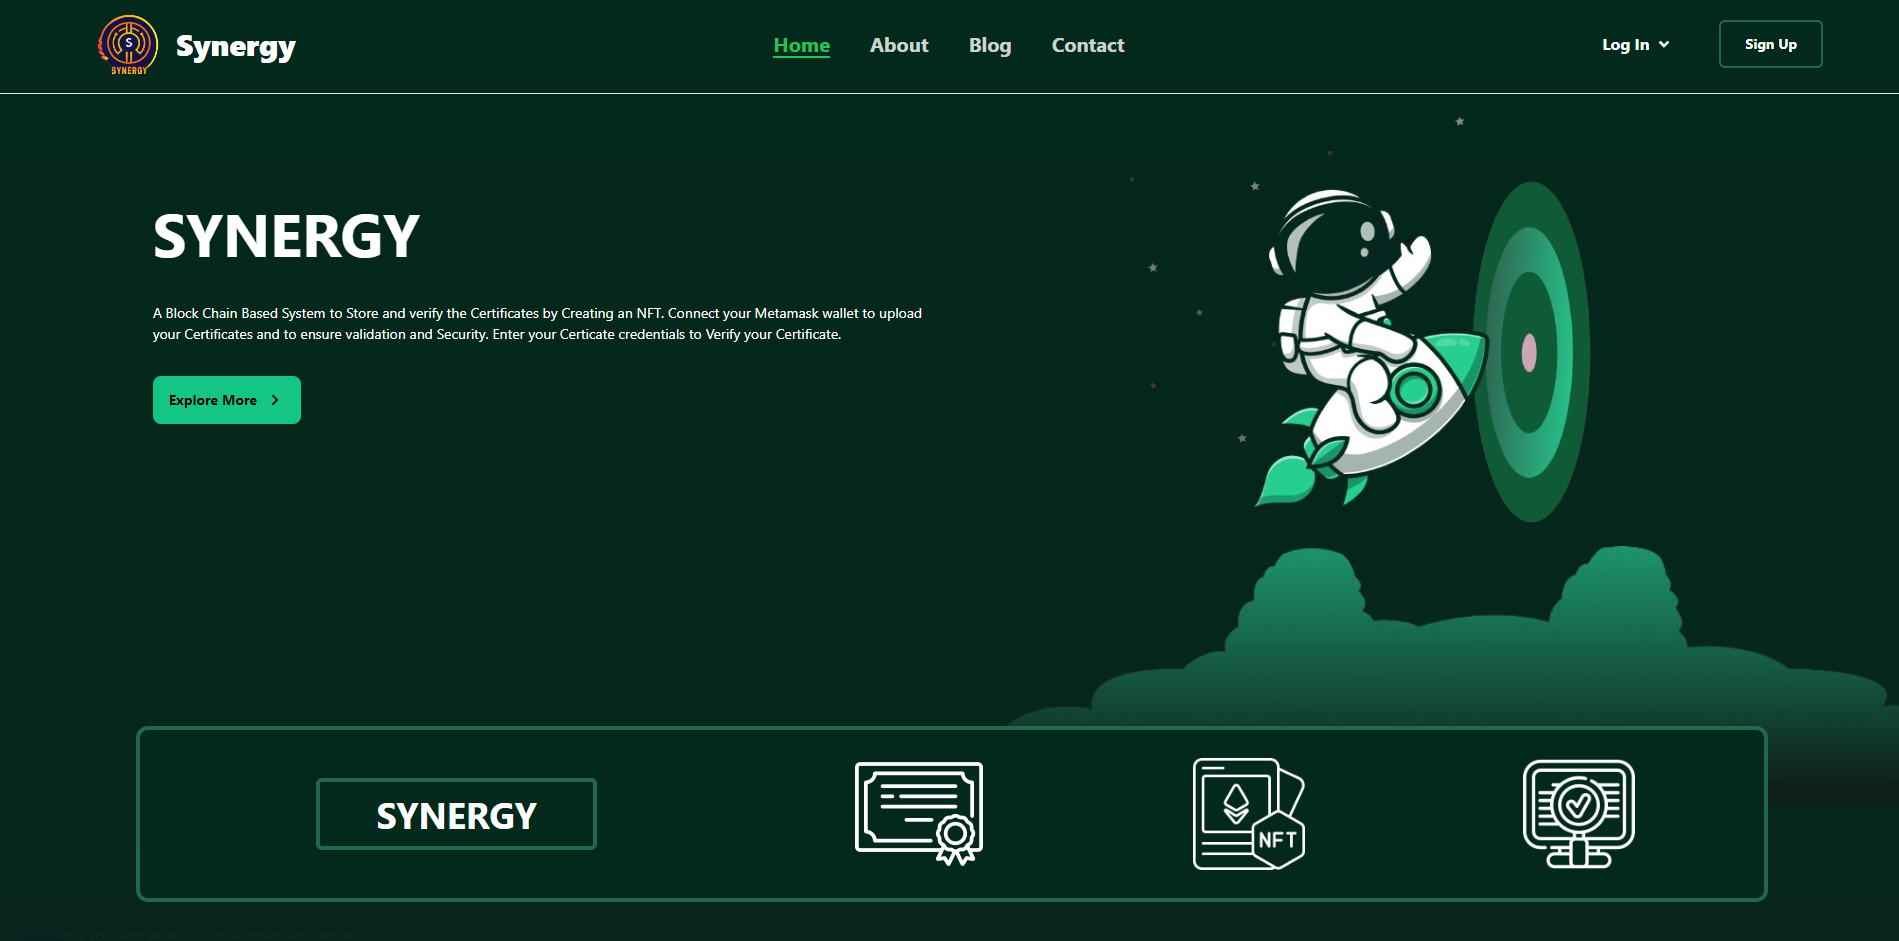 S
SYNERGY
Synergy
Home
About
Blog
Contact
Log In
Sign Up
SYNERGY
A Block Chain Based System to Store and verify the Certificates by Creating an NFT. Connect your Metamask wallet to upload
your Certificates and to ensure validation and Security. Enter your Certicate credentials to Verify your Certificate.
Explore More
SYNERGY
NFT